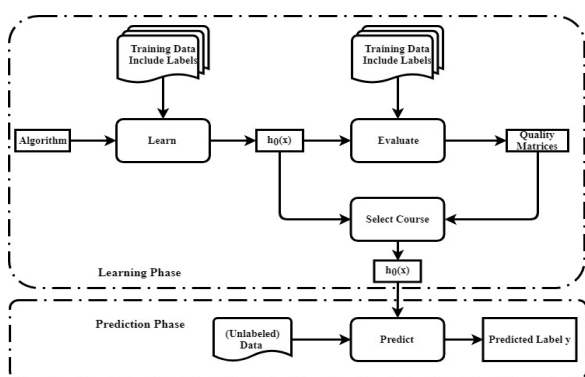 Training Data
Include Labels
Training Data
Include Labels
Algorithm
Learn
h₀(x)
Evaluate
Quality
Matrices
Select Course
h₀(x)
Learning Phase
Prediction Phase
(Unlabeled)
Data
Predict
Predicted Label y